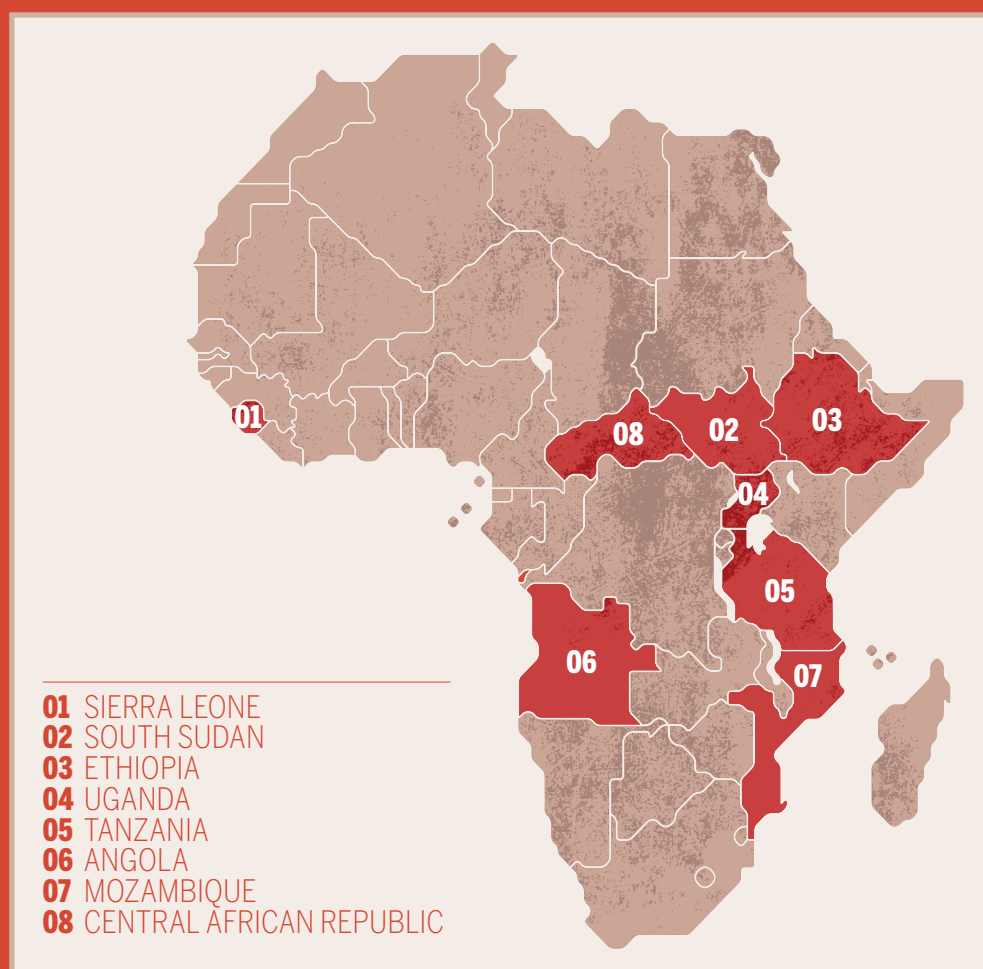 01
08
02
03
04
05
06
07
01 SIERRA LEONE
02 SOUTH SUDAN
03 ETHIOPIA
04 UGANDA
05 TANZANIA
06 ANGOLA
07 MOZAMBIQUE
08 CENTRAL AFRICAN REPUBLIC